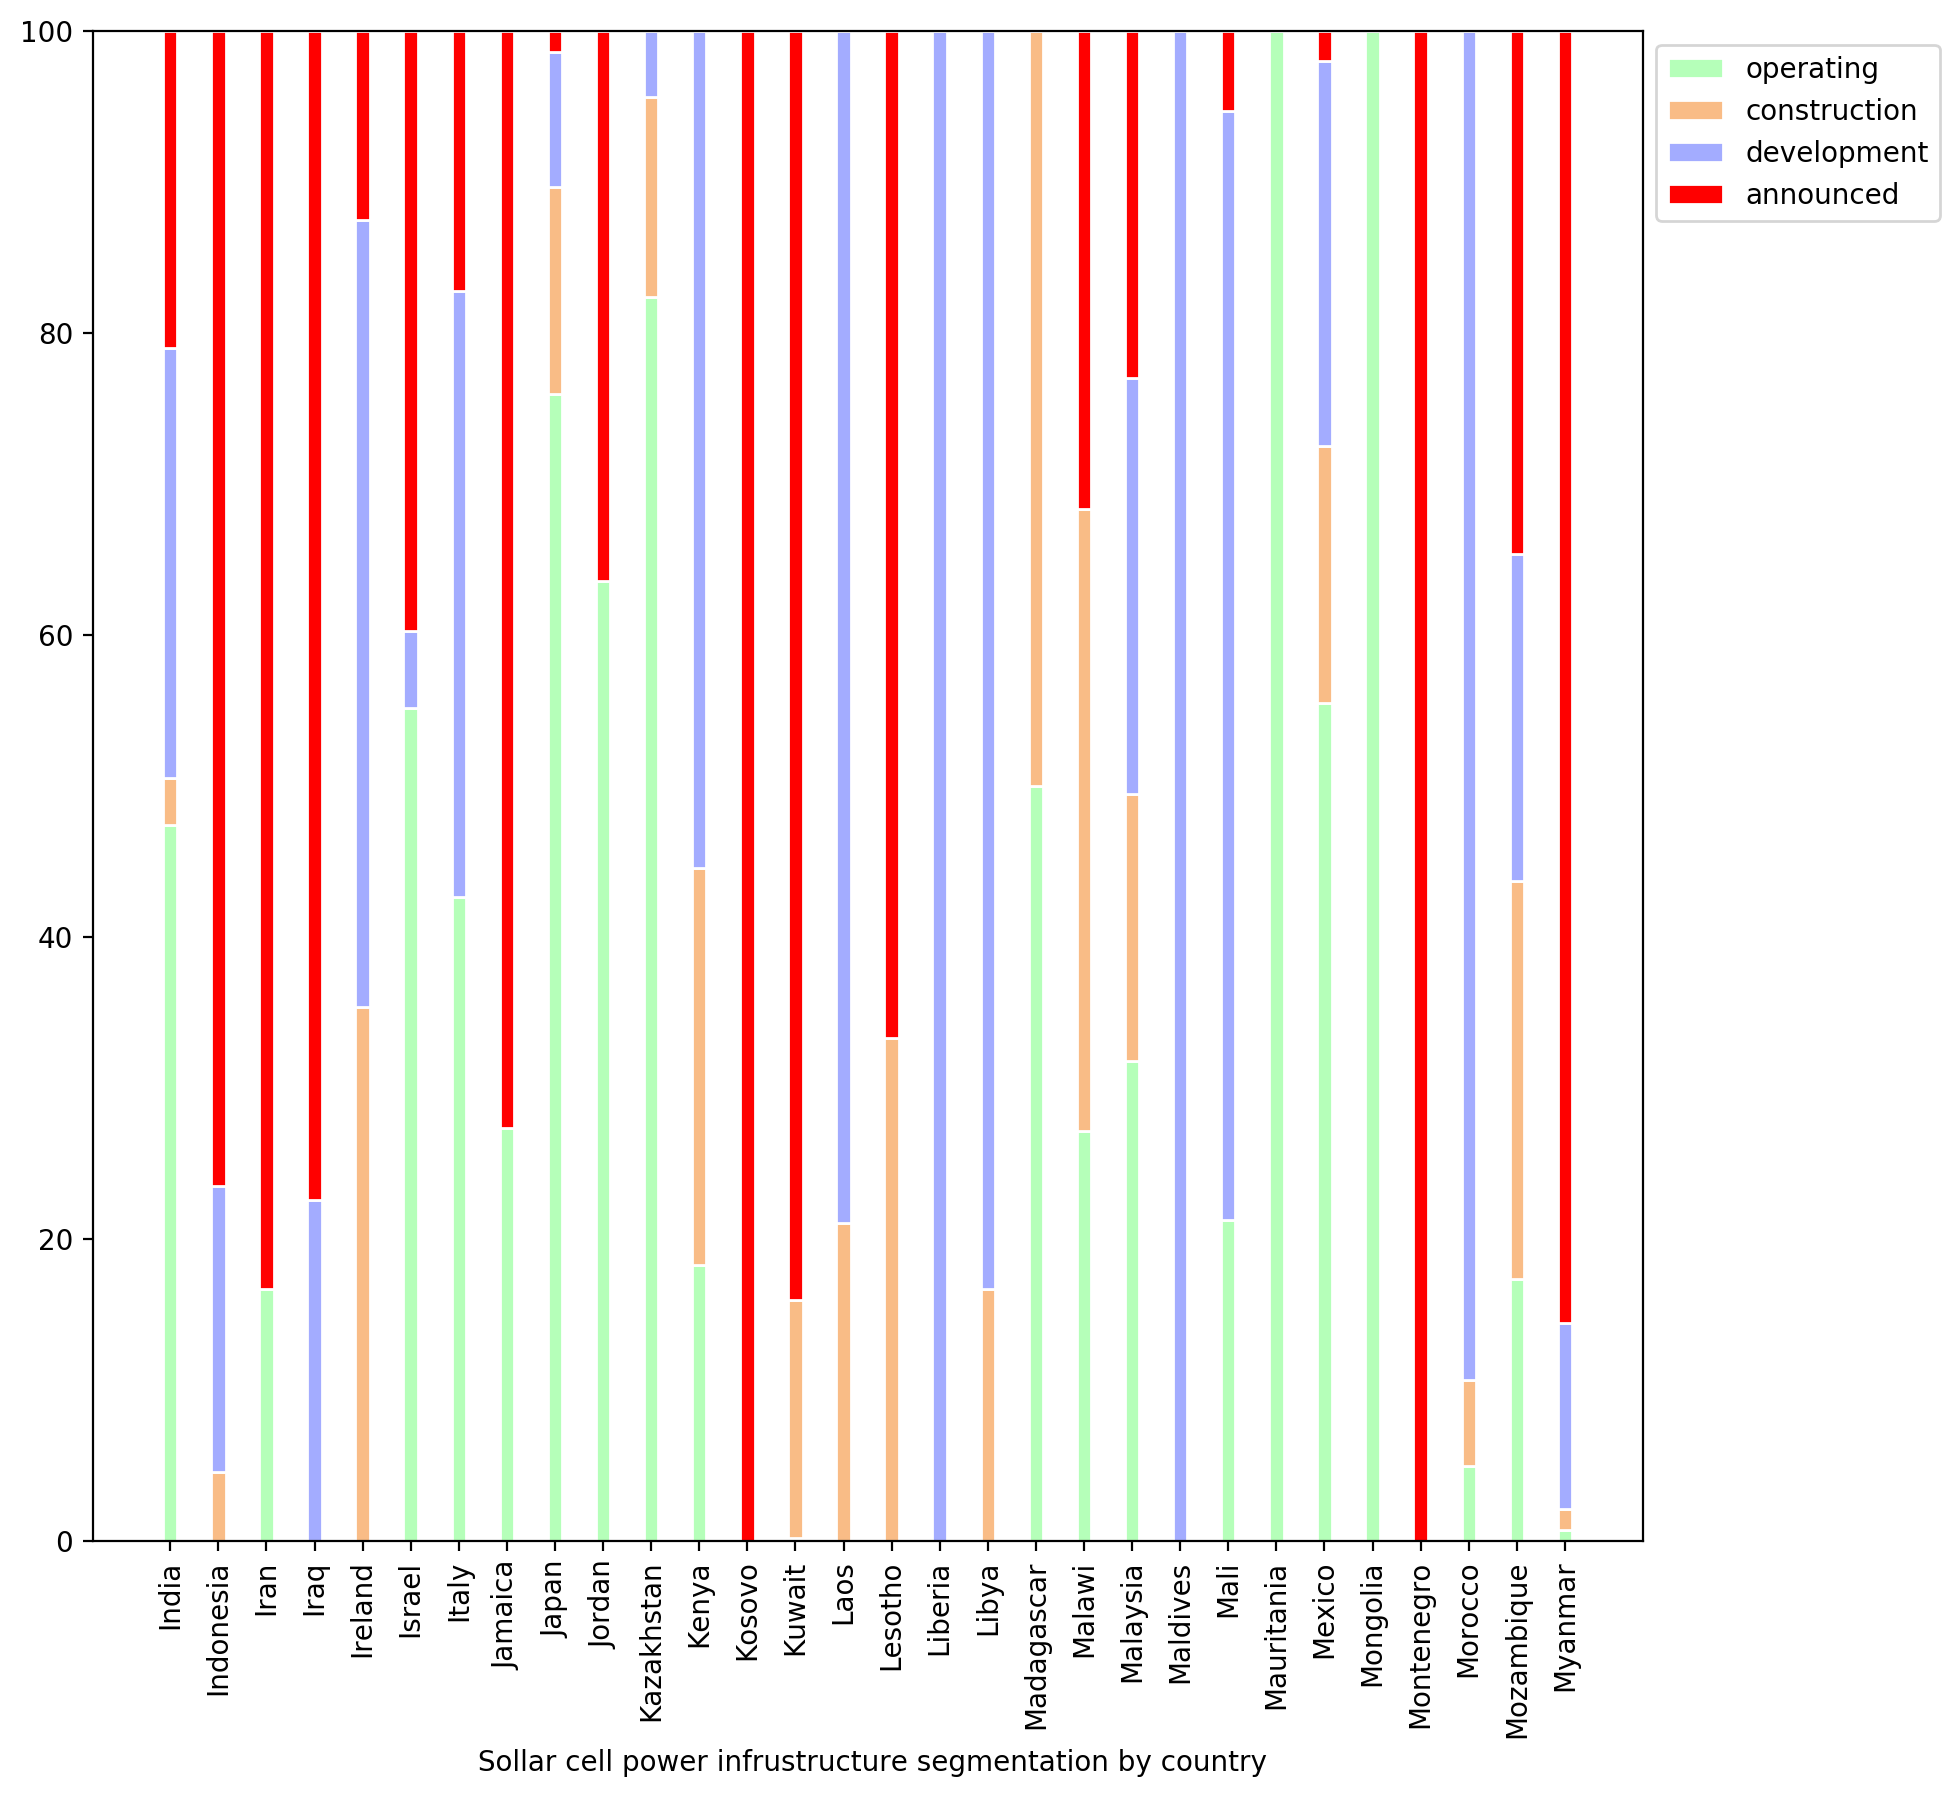 100
80
60
40
20
0
operating
construction
development
announced
India
Indonesia
Iran
Iraq
Ireland
Israel
Italy
Jamaica
Japan
Jordan
Kazakhstan
Kenya
Kosovo
Kuwait
Laos
Lesotho
Liberia
Libya
Madagascar
Malawi
Malaysia
Maldives
Mali
Mauritania
Mexico
Mongolia
Montenegro
Morocco
Mozambique
Myanmar
Sollar cell power infrustructure segmentation by country